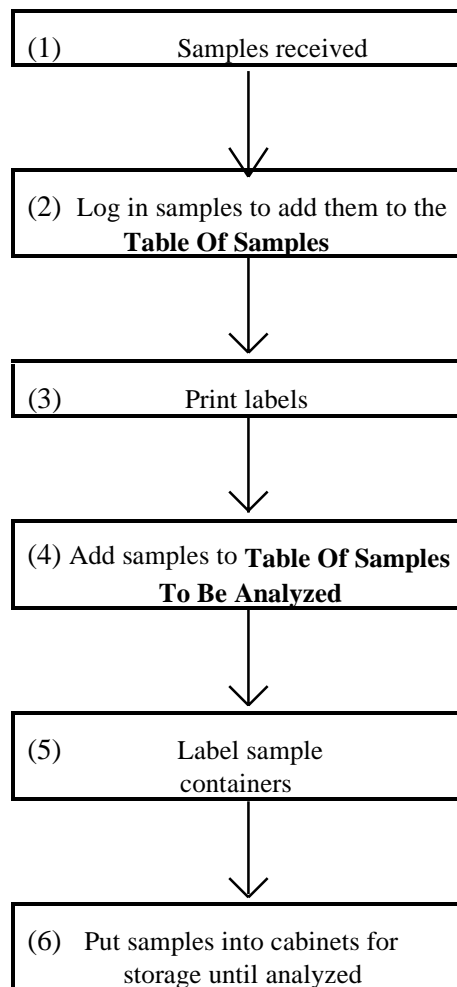 (1) Samples received
(2) Log in samples to add them to the
Table Of Samples
(3) Print labels
(4) Add samples to Table Of Samples
To Be Analyzed
(5) Label sample
containers
(6) Put samples into cabinets for
storage until analyzed